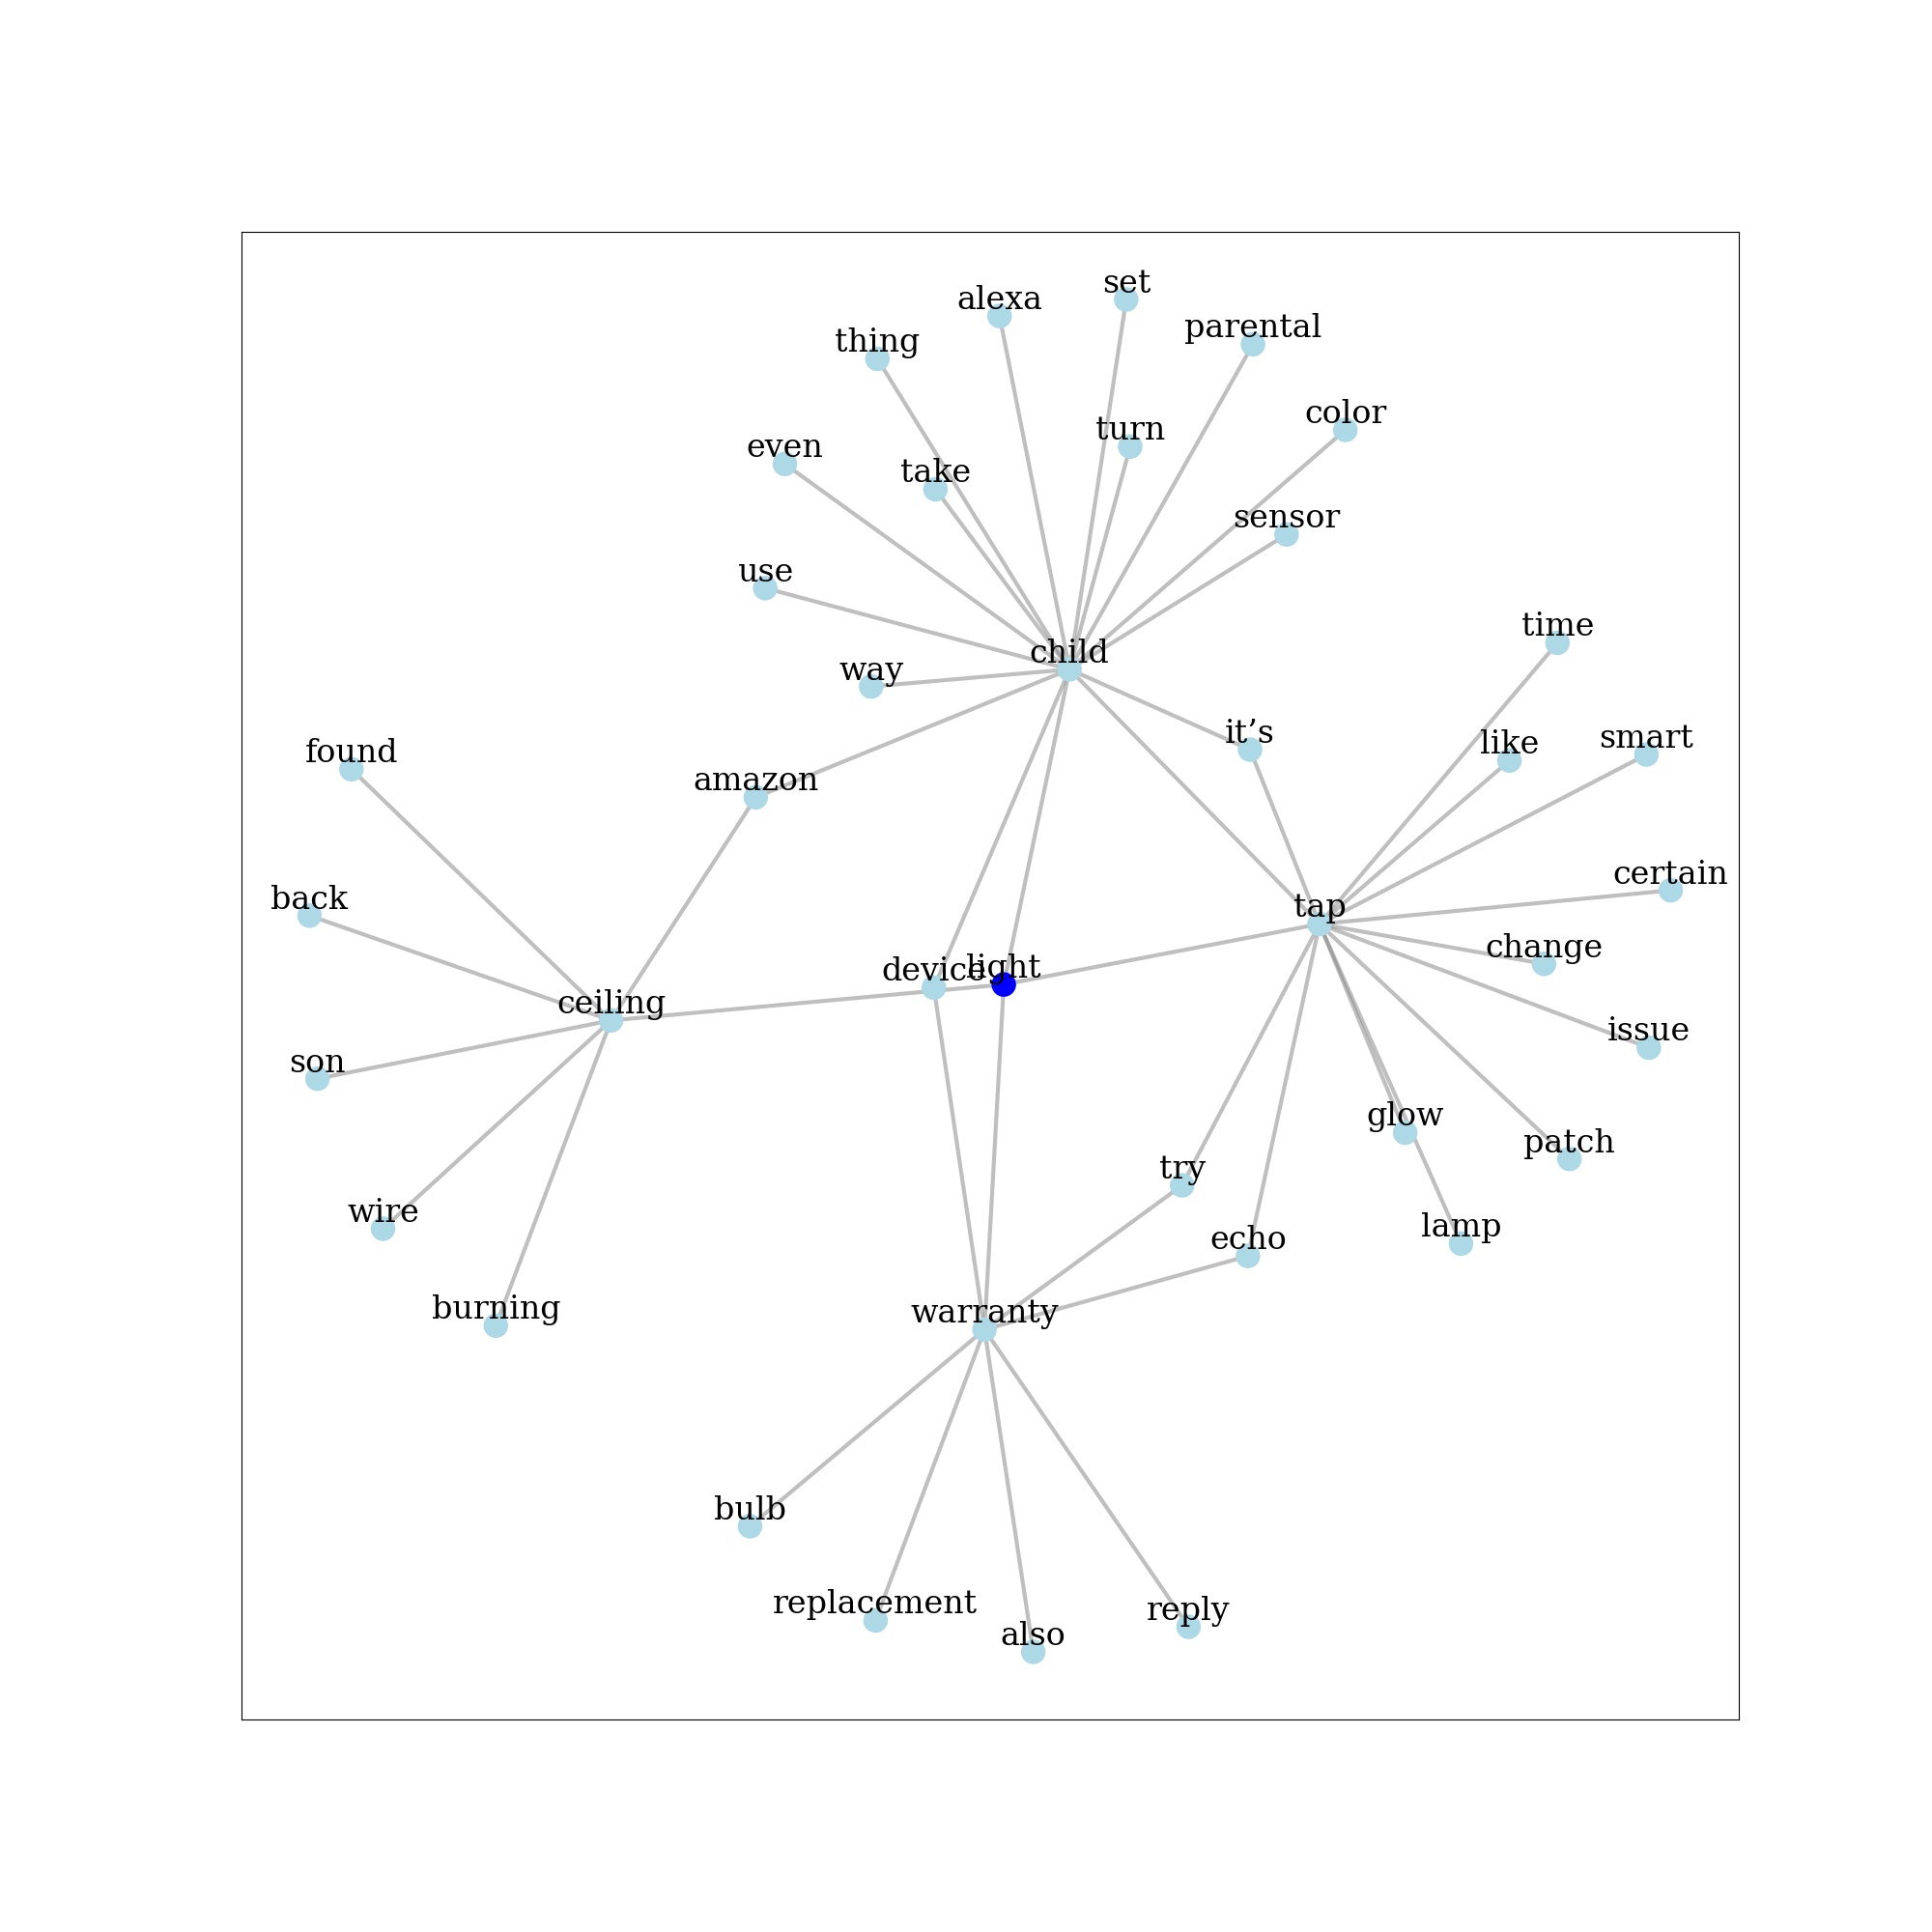 set
alexa
parental
thing
color
turn
even
take
sensor
use
time
child
way
it’s
smart
like
found
amazon
certain
back
tap
change
light
device
ceiling
issue
son
glow
patch
try
wire
lamp
echo
burning
warranty
bulb
replacement
reply
also